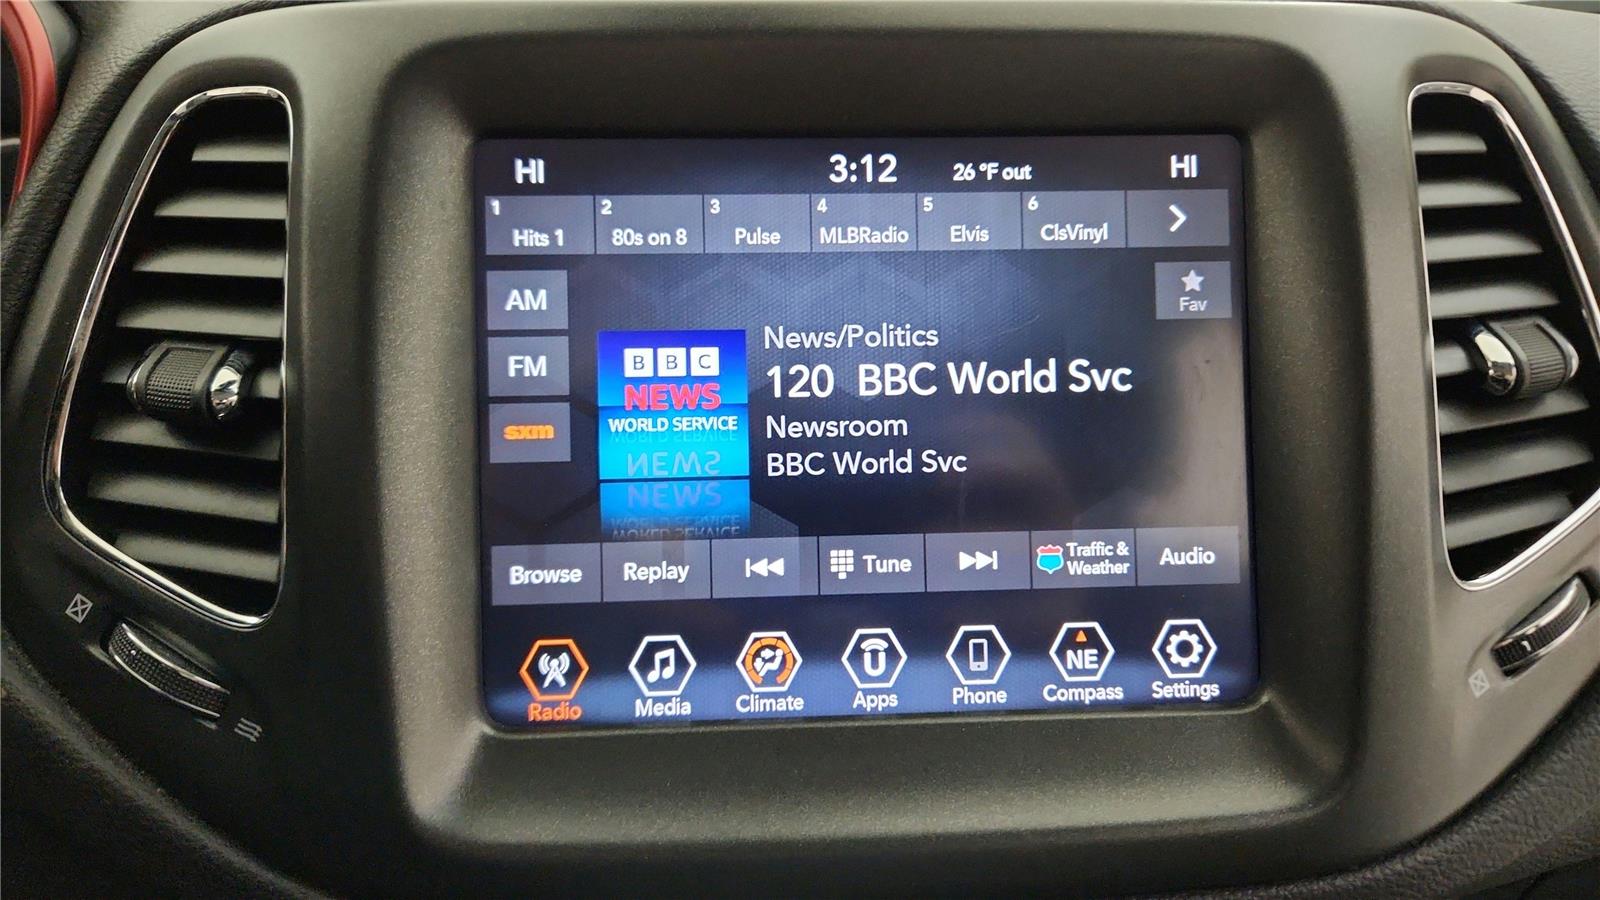 HI 3:12 26 °F out HI
1 2 3 4 5 6
Hits 1 80s on 8 Pulse MLBRadio Elvis ClsVinyl
AM
Fav
News/Politics
FM
BBC
120 BBC World Svc
NEWS
sxm
WORLD SERVICE
Newsroom
BBC World Svc
Browse Replay Tune Traffic & Weather Audio
Radio Media Climate Apps Phone NE Compass Settings